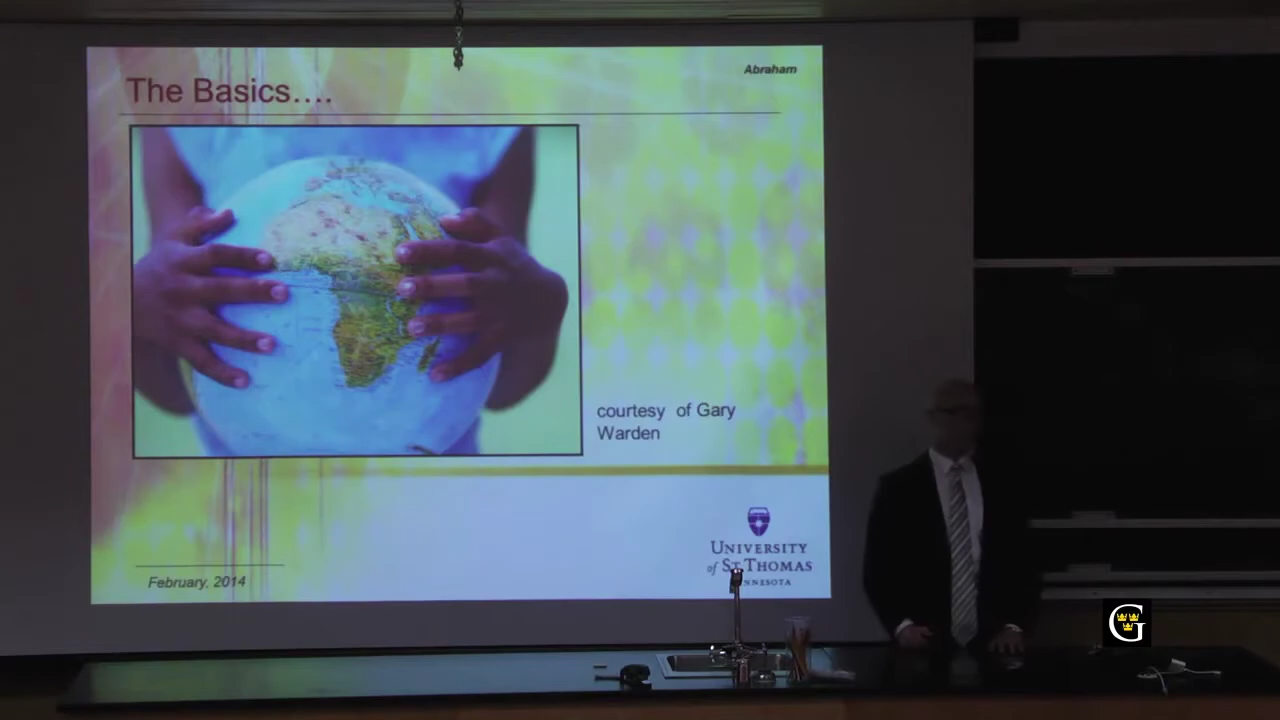 Abraham
The Basics....
courtesy of Gary
Warden
UNIVERSITY
of ST. THOMAS
February, 2014
G